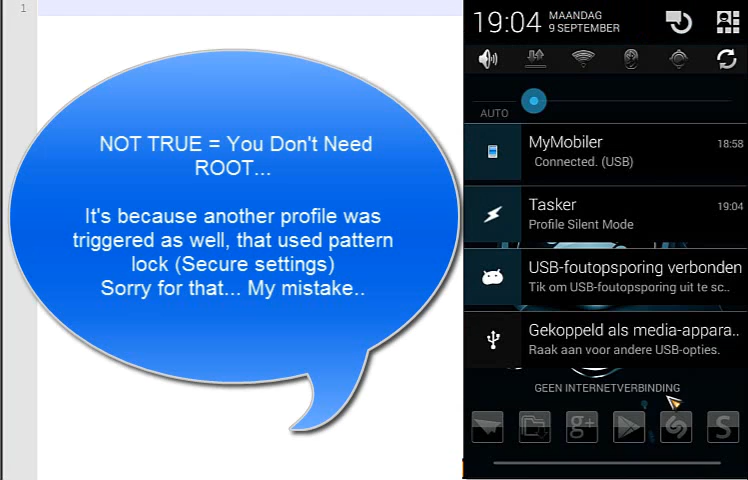 1
NOT TRUE = You Don't Need
ROOT...
It's because another profile was
triggered as well, that used pattern
lock (Secure settings)
Sorry for that... My mistake..
19:04 MAANDAG
9 SEPTEMBER
AUTO
MyMobiler 18:58
Connected. (USB)
Tasker 19:04
Profile Silent Mode
USB-foutopsporing verbonden
Tik om USB-foutopsporing uit te sc..
Gekoppeld als media-appara..
Raak aan voor andere USB-opties.
GEEN INTERNETVERBINDING
g+ S